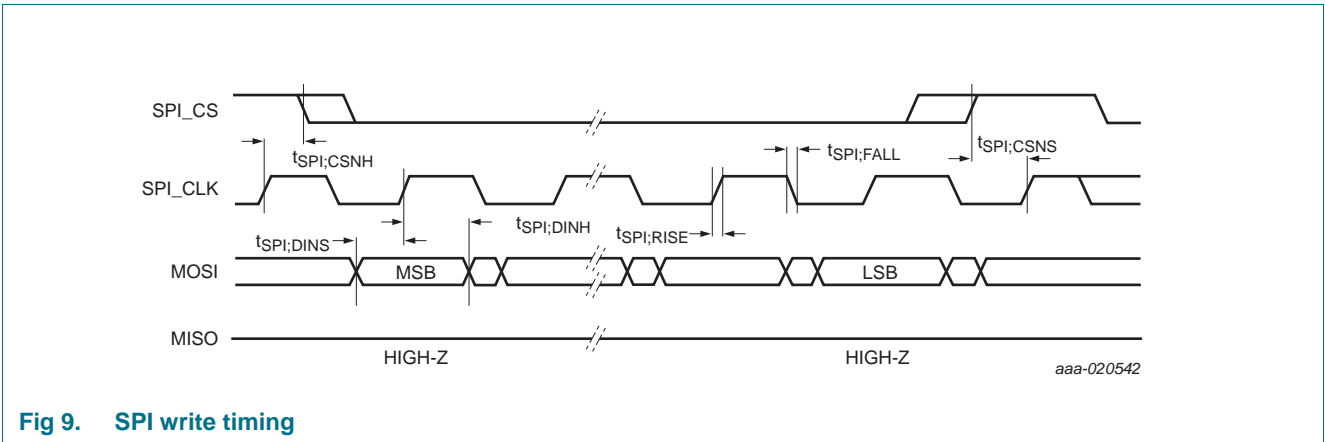 SPI_CS
tSPI;CSNH
tSPI;FALL
tSPI;CSNS
SPI_CLK
tSPI;DINS
tSPI;DINH
tSPI;RISE
MOSI
MSB
LSB
MISO
HIGH-Z
HIGH-Z
aaa-020542
Fig 9. SPI write timing